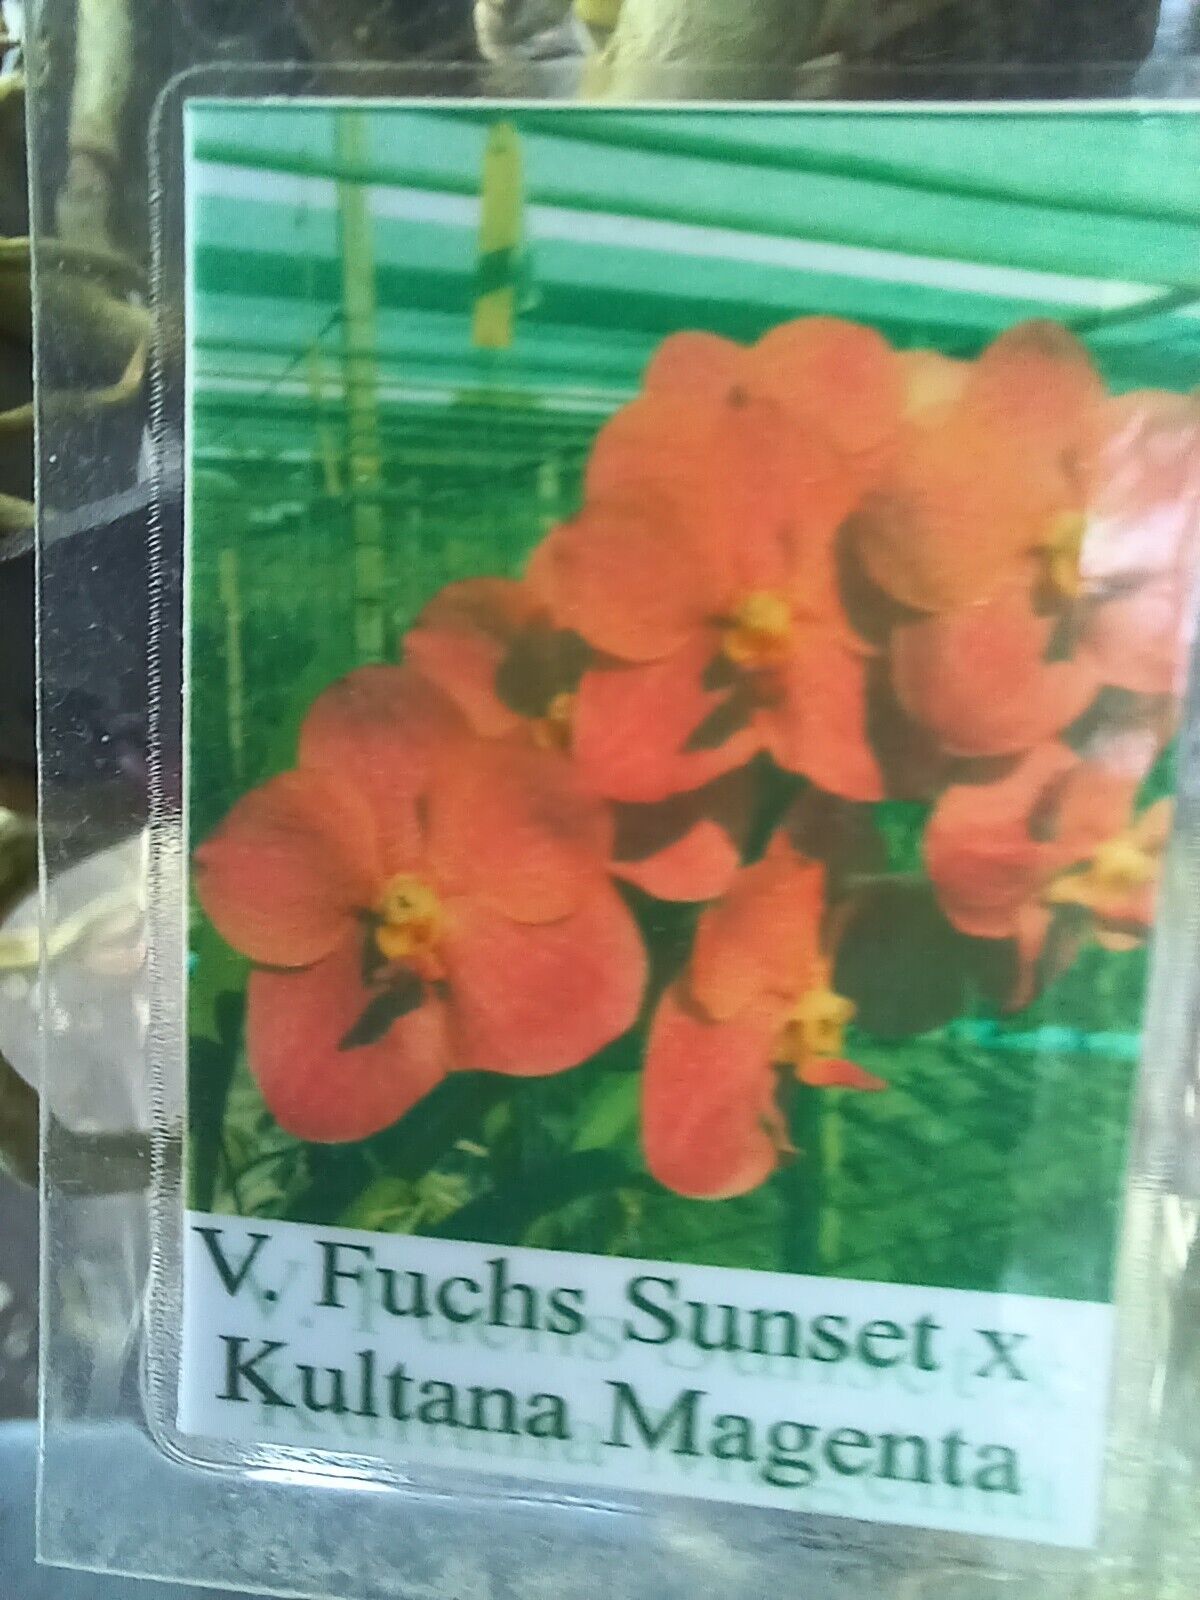 V. Fuchs Sunset x
Kultana Magenta